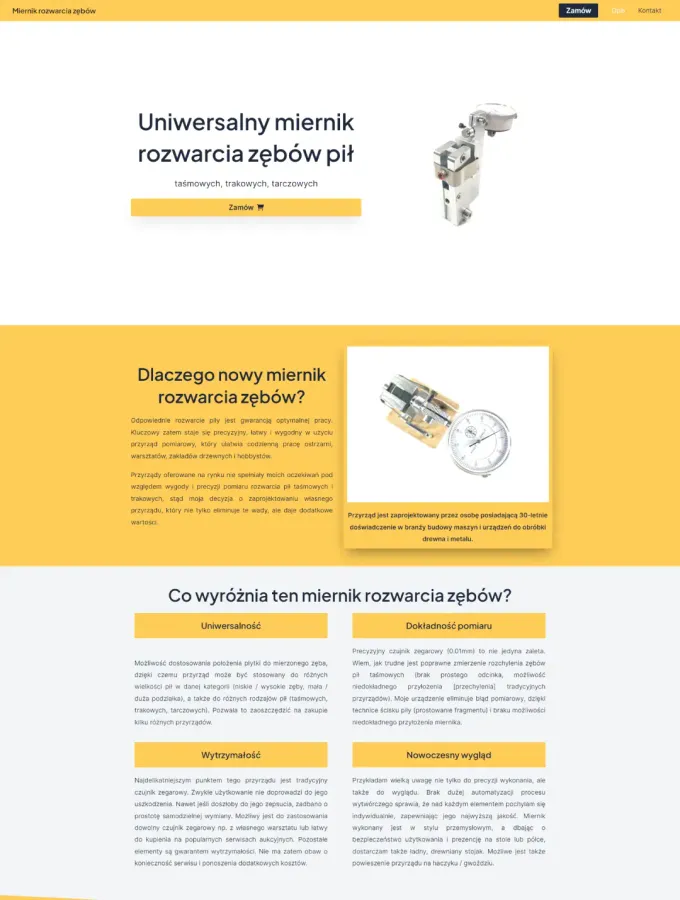 Miernik rozwarcia zębów
Zamów
Opis
Kontakt
Uniwersalny miernik
rozwarcia zębów pił
taśmowych, trakowych, tarczowych
Zamów
Dlaczego nowy miernik
rozwarcia zębów?
Odpowiednie rozwarcie piły jest gwarancją optymalnej pracy.
Kluczowy zatem staje się precyzyjny, łatwy i wygodny w użyciu
przyrząd pomiarowy, który ułatwia codzienną pracę ostrzarni,
warsztatów, zakładów drzewnych i hobbystów.
Przyrządy oferowane na rynku nie spełniały moich oczekiwań pod
względem wygody i precyzji pomiaru rozwarcia pił taśmowych i
trakowych, stąd moja decyzja o zaprojektowaniu własnego
przyrządu, który nie tylko eliminuje te wady, ale daje dodatkowe
wartości.
Przyrząd jest zaprojektowany przez osobę posiadającą 30-letnie
doświadczenie w branży budowy maszyn i urządzeń do obróbki
drewna i metalu.
Co wyróżnia ten miernik rozwarcia zębów?
Uniwersalność
Możliwość dostosowania położenia płytki do mierzonego zęba,
dzięki czemu przyrząd może być stosowany do różnych
wielkości pił w danej kategorii (niskie / wysokie zęby, mała /
duża podziałka), a także do różnych rodzajów pił (taśmowych,
trakowych, tarczowych). Pozwala to zaoszczędzić na zakupie
kilku różnych przyrządów.
Dokładność pomiaru
Precyzyjny czujnik zegarowy (0.01mm) to nie jedyna zaleta.
Wiem, jak trudne jest poprawne zmierzenie rozchylenia zębów
pił taśmowych (brak prostego odcinka, możliwość
niedokładnego przyłożenia [przechylenia] tradycyjnych
przyrządów). Moje urządzenie eliminuje błąd pomiarowy, dzięki
technice ścisku piły (prostowanie fragmentu) i braku możliwości
niedokładnego przyłożenia miernika.
Wytrzymałość
Najdelikatniejszym punktem tego przyrządu jest tradycyjny
czujnik zegarowy. Zwykłe użytkowanie nie doprowadzi do jego
uszkodzenia. Nawet jeśli doszłoby do jego zepsucia, zadbano o
prostotę samodzielnej wymiany. Możliwy jest do zastosowania
dowolny czujnik zegarowy np. z własnego warsztatu lub łatwy
do kupienia na popularnych serwisach aukcyjnych. Pozostałe
elementy są gwarantem wytrzymałości. Nie ma zatem obaw o
konieczność serwisu i ponoszenia dodatkowych kosztów.
Nowoczesny wygląd
Przykładam wielką uwagę nie tylko do precyzji wykonania, ale
także do wyglądu. Brak dużej automatyzacji procesu
wytwórczego sprawia, że nad każdym elementem pochylam się
indywidualnie, zapewniając jego najwyższą jakość. Miernik
wykonany jest w stylu przemysłowym, a dbając o
bezpieczeństwo użytkowania i prezencję na stole lub półce,
dostarczam także ładny, drewniany stojak. Możliwe jest także
powieszenie przyrządu na haczyku / gwoździu.